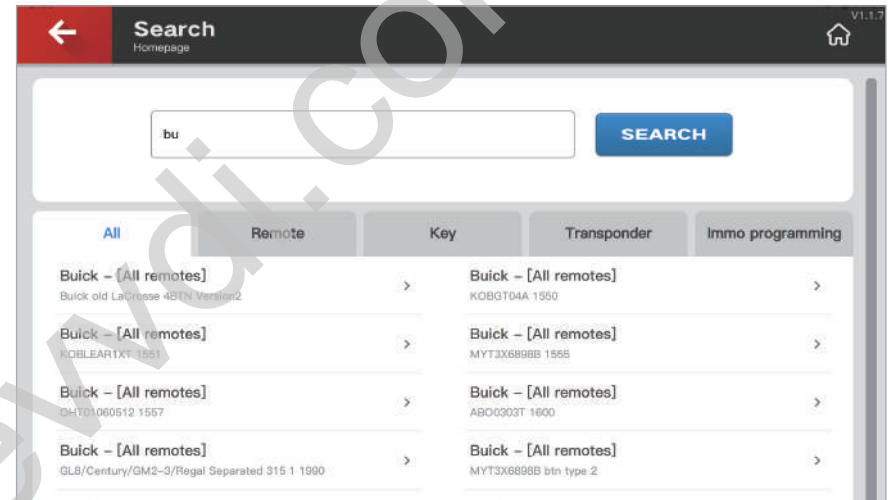 V1.1.7
Search
Homepage
bu
SEARCH
All Remote Key Transponder Immo programming
Buick – [All remotes]
Buick old LaCrosse 4BTN Version2
Buick – [All remotes]
KOBGT04A 1550
Buick – [All remotes]
KOBLEAR1XT 1551
Buick – [All remotes]
MYT3X6898B 1555
Buick – [All remotes]
OHT01060512 1557
Buick – [All remotes]
ABO0303T 1600
Buick – [All remotes]
GL8/Century/GM2–3/Regal Separated 315 1 1990
Buick – [All remotes]
MYT3X6898B btn type 2
evvdi.com